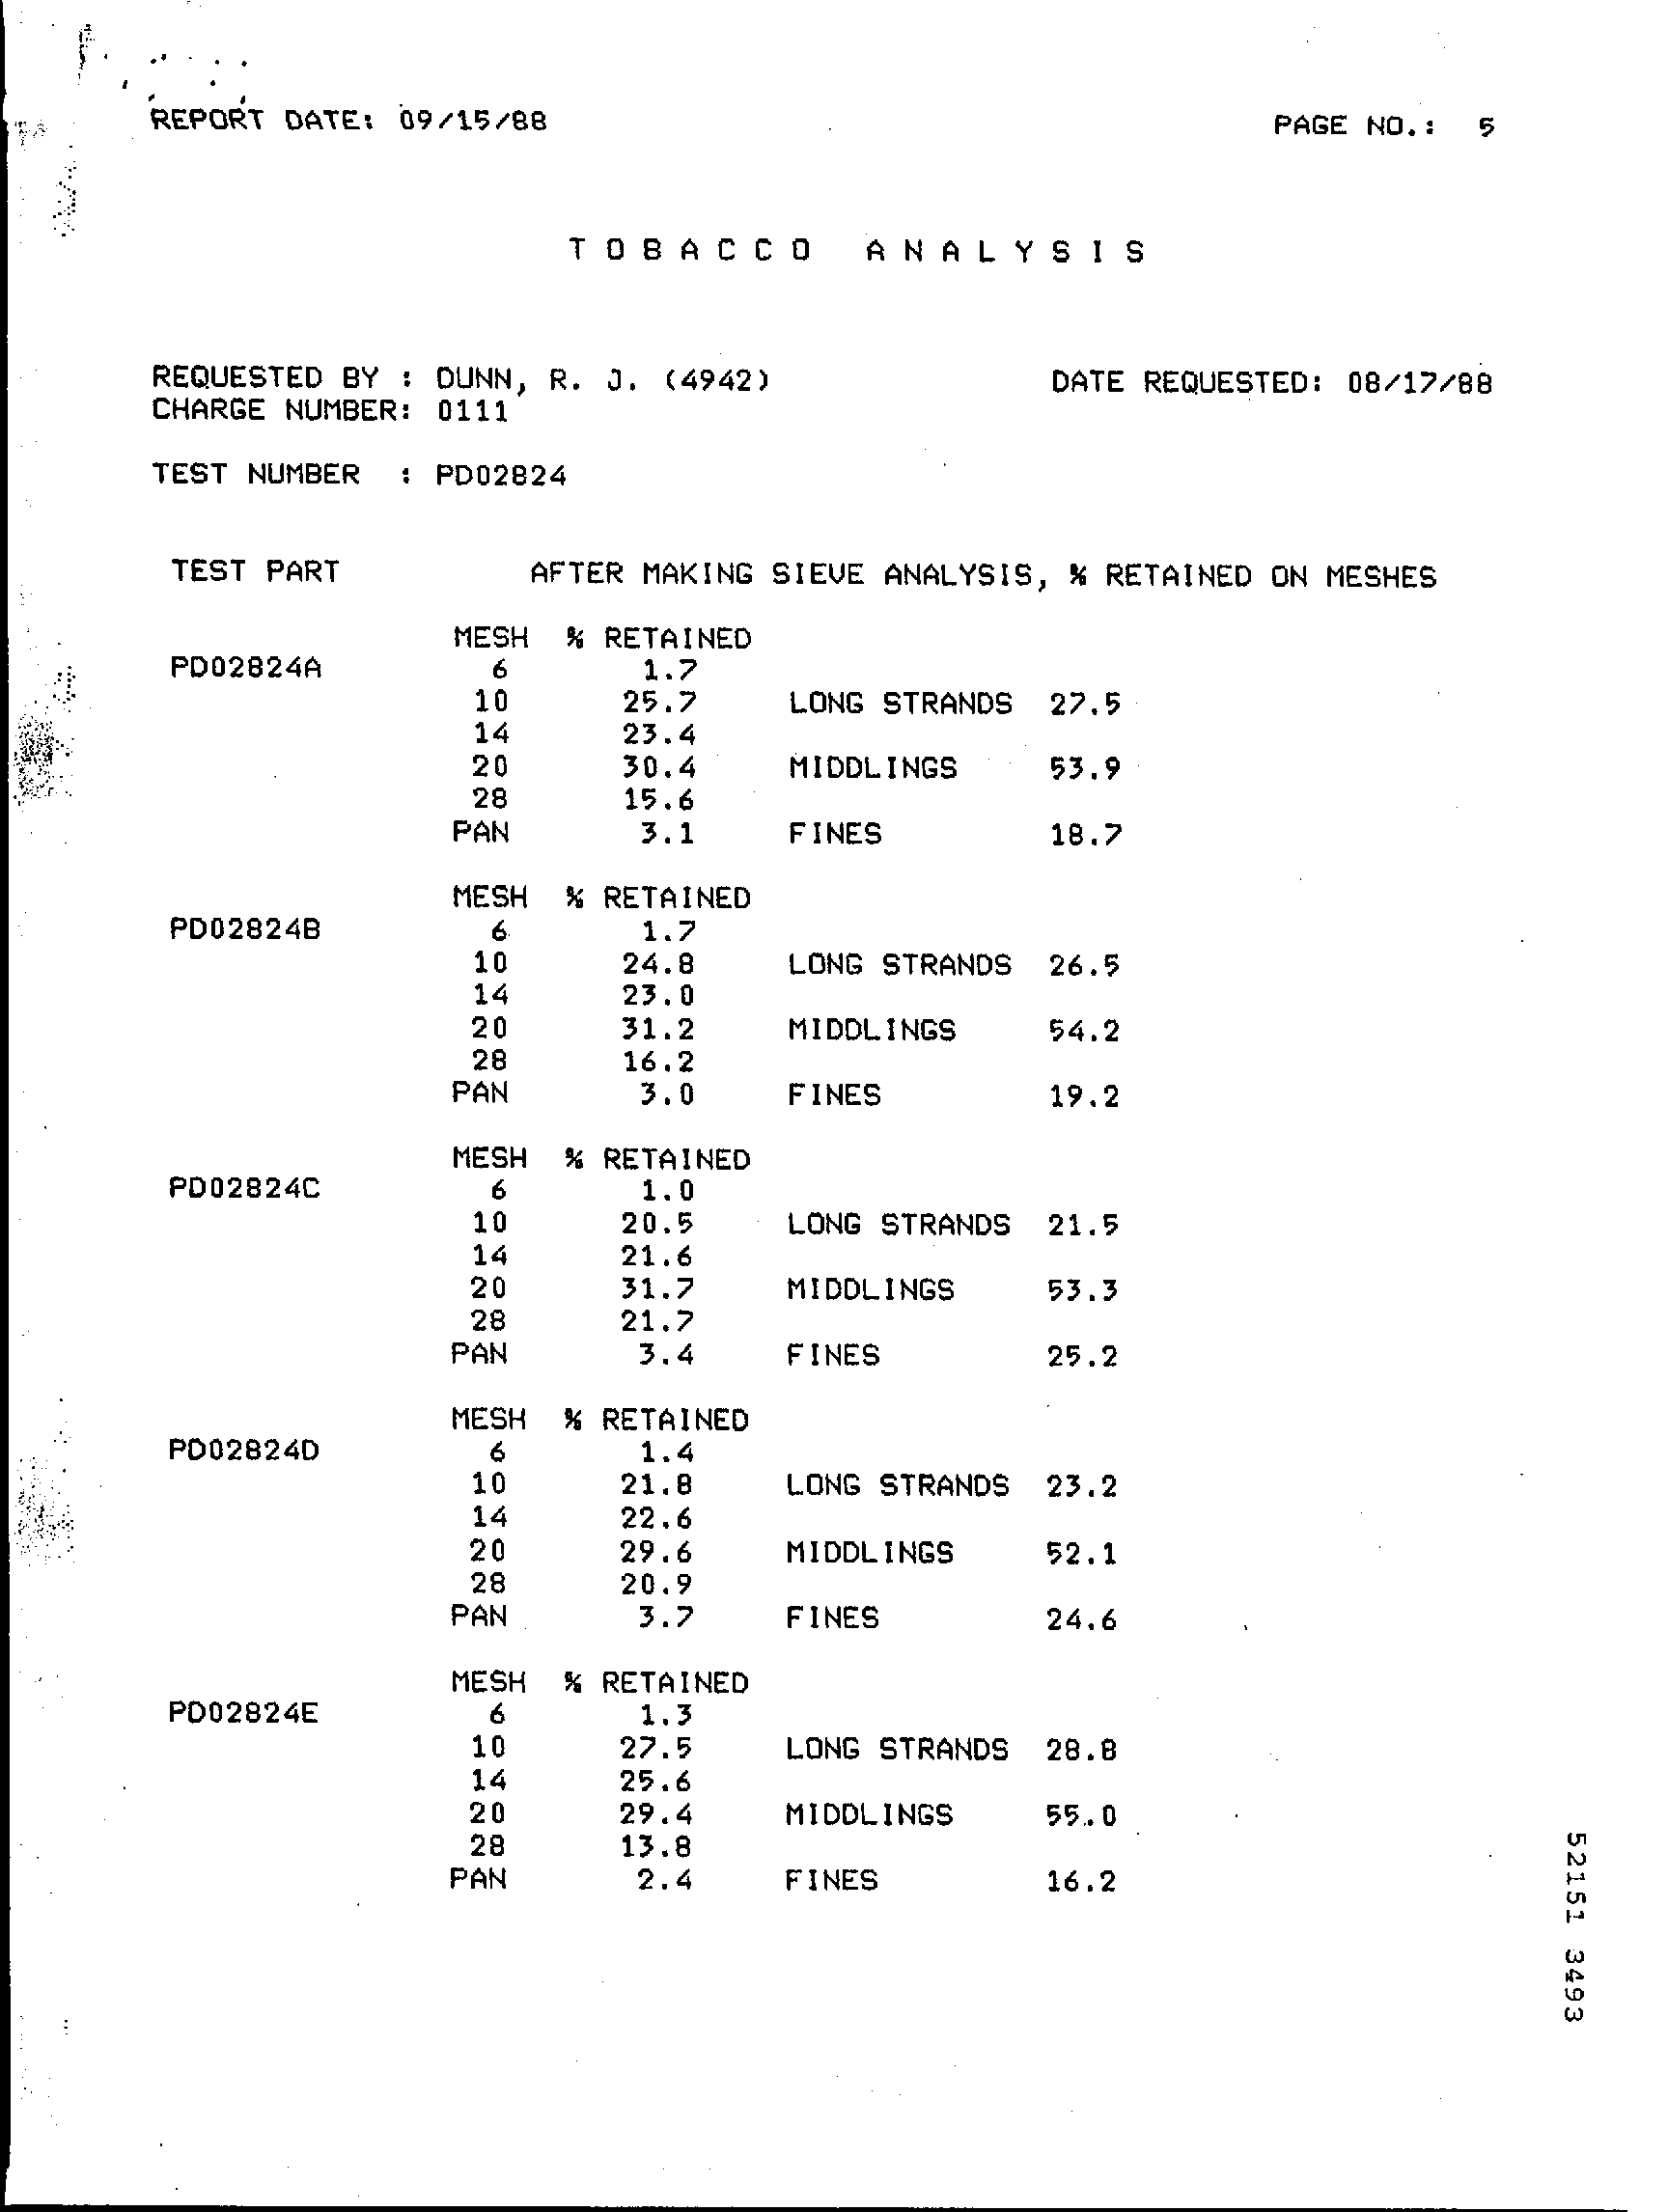 REPORT DATE: 09/15/88 PAGE NO.: 5
TOBACCO ANALYSIS
REQUESTED BY : DUNN, R. J. (4942) DATE REQUESTED: 08/17/88
CHARGE NUMBER: 0111
TEST NUMBER : PD02824
TEST PART AFTER MAKING SIEVE ANALYSIS, % RETAINED ON MESHES
MESH % RETAINED
PD02824A 6 1.7
10 25.7 LONG STRANDS 27.5
14 23.4
20 30.4 MIDDLINGS 53.9
28 15.6
PAN 3.1 FINES 18.7
MESH % RETAINED
PD02824B 6 1.7
10 24.8 LONG STRANDS 26.5
14 23.0
20 31.2 MIDDLINGS 54.2
28 16.2
PAN 3.0 FINES 19.2
MESH % RETAINED
PD02824C 6 1.0
10 20.5 LONG STRANDS 21.5
14 21.6
20 31.7 MIDDLINGS 53.3
28 21.7
PAN 3.4 FINES 25.2
MESH % RETAINED
PD02824D 6 1.4
10 21.8 LONG STRANDS 23.2
14 22.6
20 29.6 MIDDLINGS 52.1
28 20.9
PAN 3.7 FINES 24.6
MESH % RETAINED
PD02824E 6 1.3
10 27.5 LONG STRANDS 28.8
14 25.6
20 29.4 MIDDLINGS 55.0
28 13.8
PAN 2.4 FINES 16.2
52151 3493